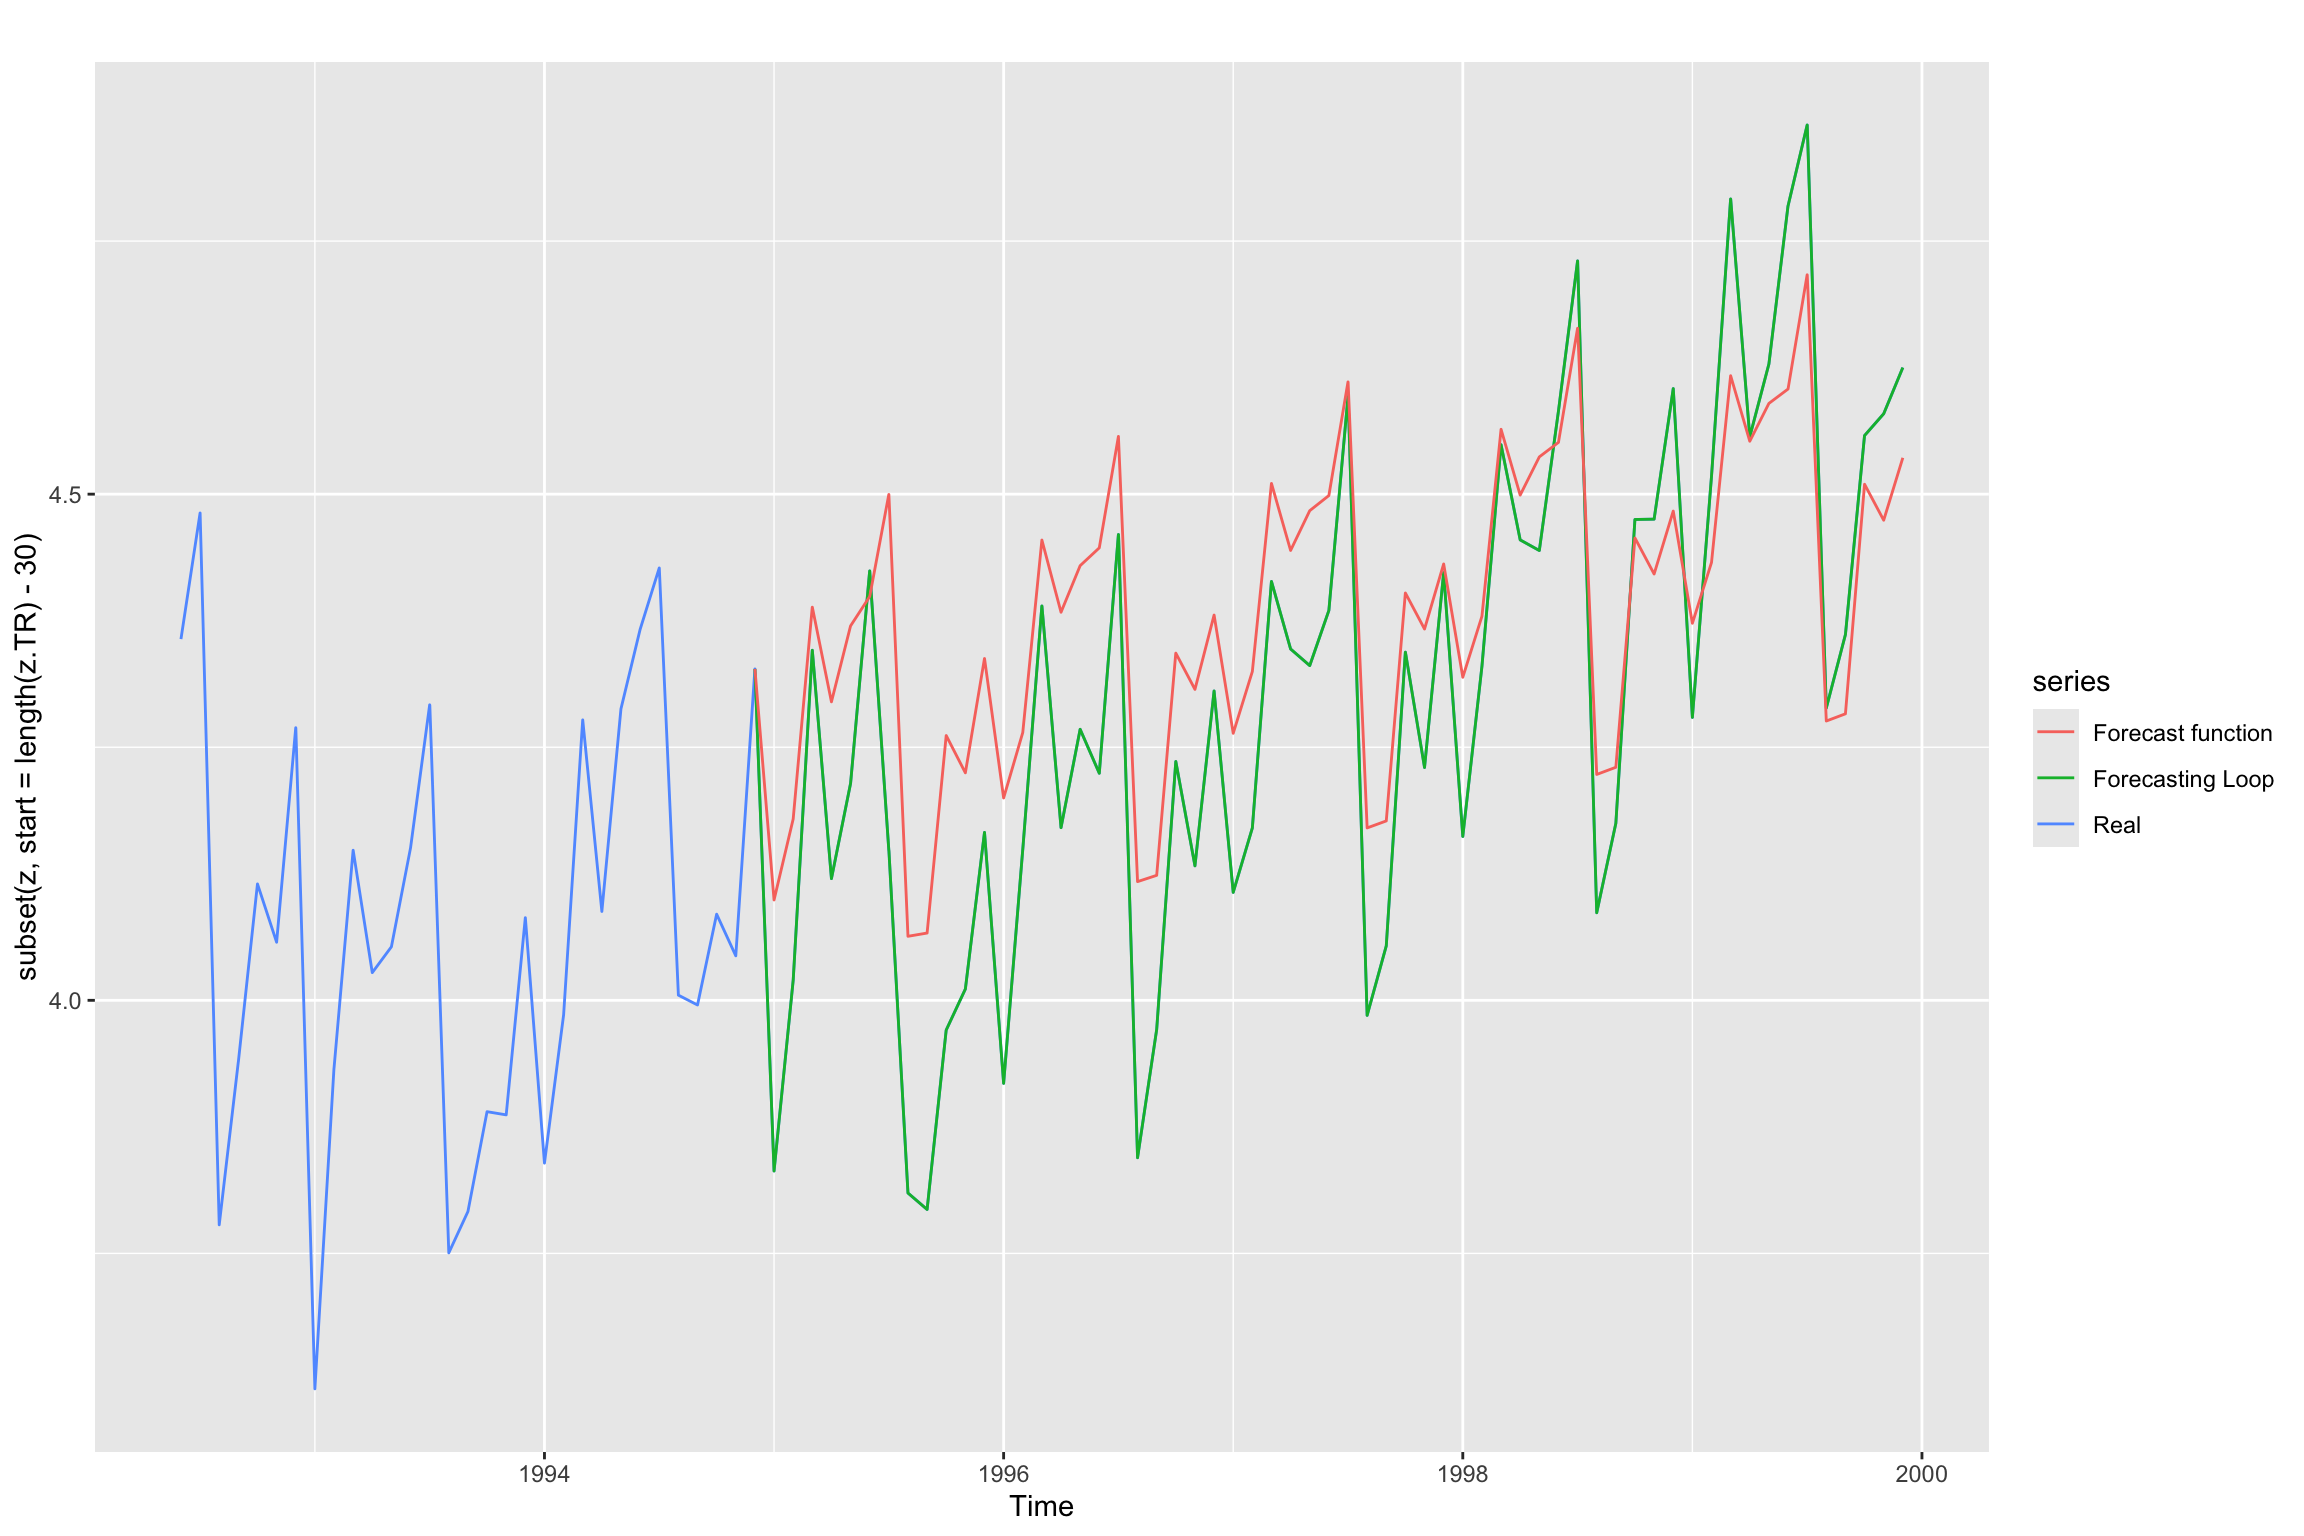 subset(z, start = length(z.TR) - 30)
4.5
4.0
1994
1996
1998
2000
Time
series
Forecast function
Forecasting Loop
Real